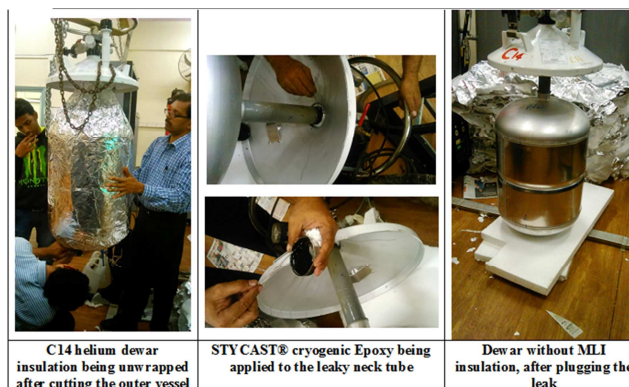 C14
C14 helium dewar
insulation being unwrapped
after cutting the outer vessel
STYCAST® cryogenic Epoxy being
applied to the leaky neck tube
Dewar without MLI
insulation, after plugging the
leak